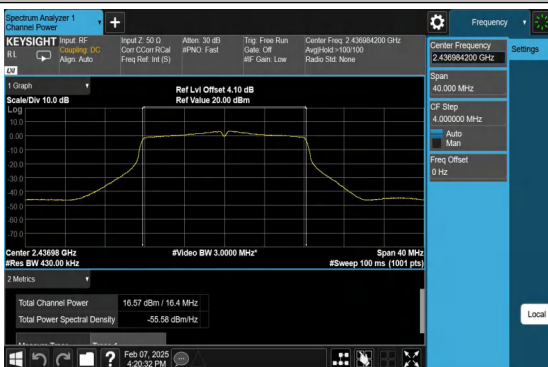 Spectrum Analyzer 1
Channel Power
+
Frequency
KEYSIGHT
RL
LXI
Input: RF
Coupling: DC
Align: Auto
Input Z: 50 Ω
Corr CCorr RCal
Freq Ref: Int (S)
Atten: 30 dB
#PNO: Fast
Trig: Free Run
Gate: Off
#IF Gain: Low
Center Freq: 2.436984200 GHz
Avg|Hold:>100/100
Radio Std: None
Center Frequency
2.436984200 GHz
Settings
Span
40.000 MHz
CF Step
4.000000 MHz
Auto
Man
Freq Offset
0 Hz
Local
1 Graph
Scale/Div 10.0 dB
Ref Lvl Offset 4.10 dB
Ref Value 20.00 dBm
Log
10.0
0.00
-10.0
-20.0
-30.0
-40.0
-50.0
-60.0
-70.0
Center 2.43698 GHz
#Res BW 430.00 kHz
#Video BW 3.0000 MHz*
Span 40 MHz
#Sweep 100 ms (1001 pts)
2 Metrics
Total Channel Power 16.57 dBm / 16.4 MHz
Total Power Spectral Density -55.58 dBm/Hz
?
Feb 07, 2025
4:20:32 PM